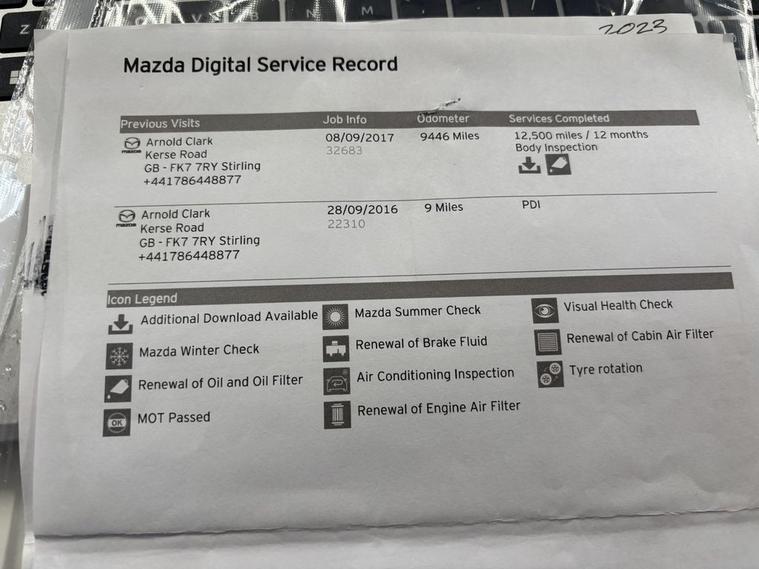 2023
Mazda Digital Service Record
Previous Visits Job Info Odometer Services Completed
Arnold Clark 08/09/2017 9446 Miles 12,500 miles / 12 months
Kerse Road 32683 Body Inspection
GB - FK7 7RY Stirling
+441786448877
Arnold Clark 28/09/2016 9 Miles PDI
Kerse Road 22310
GB - FK7 7RY Stirling
+441786448877
Icon Legend
Additional Download Available Mazda Summer Check Visual Health Check
Mazda Winter Check Renewal of Brake Fluid Renewal of Cabin Air Filter
Renewal of Oil and Oil Filter Air Conditioning Inspection Tyre rotation
OK MOT Passed Renewal of Engine Air Filter